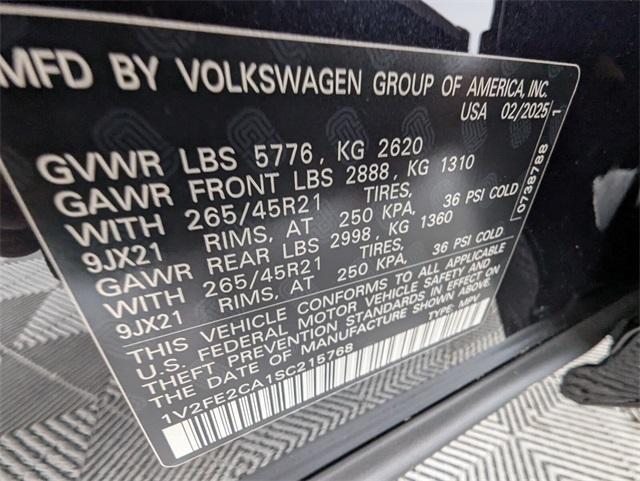 MFD BY VOLKSWAGEN GROUP OF AMERICA, INC.
USA 02/2025
GVWR LBS 5776, KG 2620
GAWR FRONT LBS 2888, KG 1310
WITH 265/45R21 TIRES,
9JX21 RIMS, AT 250 KPA, 36 PSI COLD
GAWR REAR LBS 2998, KG 1360
WITH 265/45R21 TIRES,
9JX21 RIMS, AT 250 KPA, 36 PSI COLD
THIS VEHICLE CONFORMS TO ALL APPLICABLE
U.S. FEDERAL MOTOR VEHICLE SAFETY AND
THEFT PREVENTION STANDARDS IN EFFECT ON
THE DATE OF MANUFACTURE SHOWN ABOVE.
1V2FE2CA1SC215768 TYPE: MPV
0738788 1